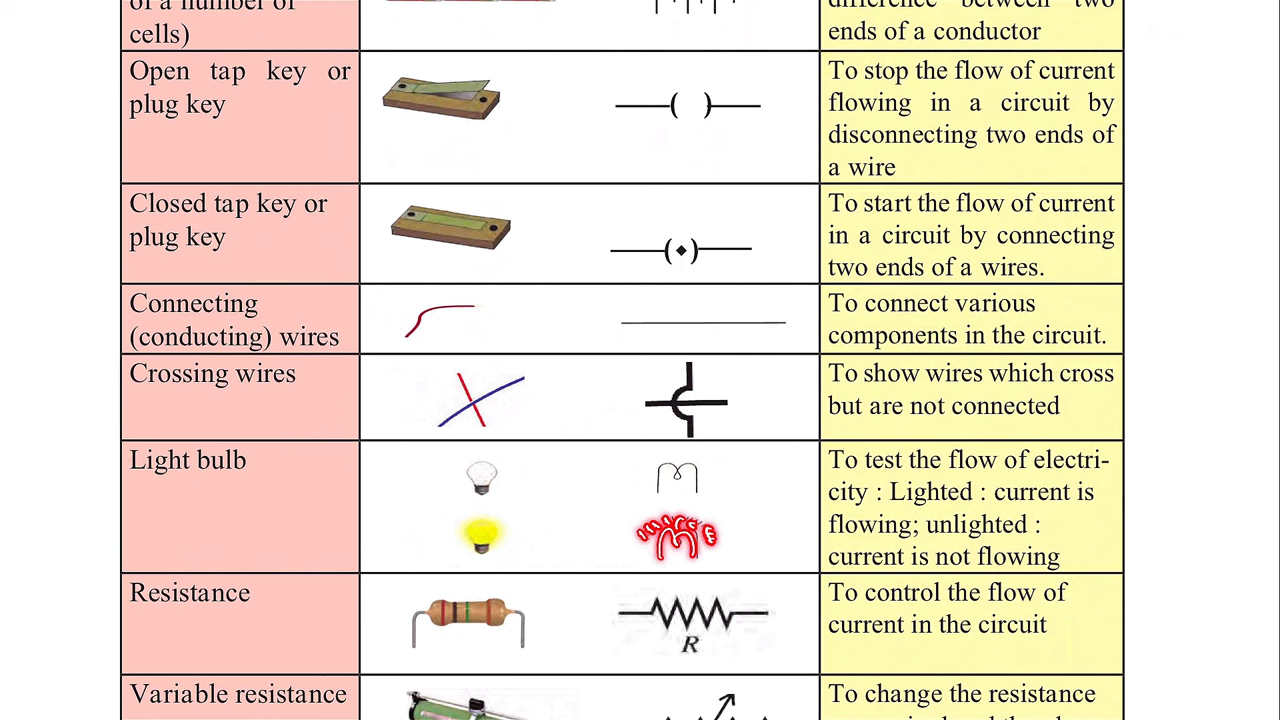 of a number of
cells)
difference between two
ends of a conductor
Open tap key or
plug key
To stop the flow of current
flowing in a circuit by
disconnecting two ends of
a wire
Closed tap key or
plug key
To start the flow of current
in a circuit by connecting
two ends of a wires.
Connecting
(conducting) wires
To connect various
components in the circuit.
Crossing wires
To show wires which cross
but are not connected
Light bulb
To test the flow of electri-
city : Lighted : current is
flowing; unlighted :
current is not flowing
Resistance
R
To control the flow of
current in the circuit
Variable resistance
To change the resistance